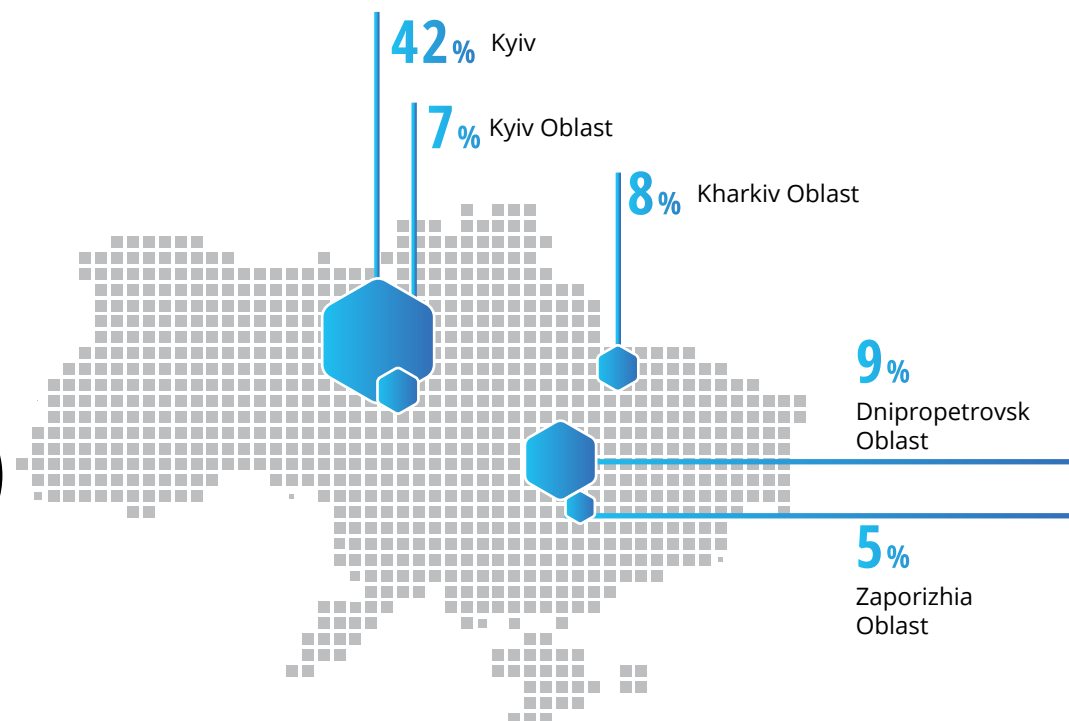 42% Kyiv
7% Kyiv Oblast
8% Kharkiv Oblast
9%
Dnipropetrovsk
Oblast
5%
Zaporizhia
Oblast